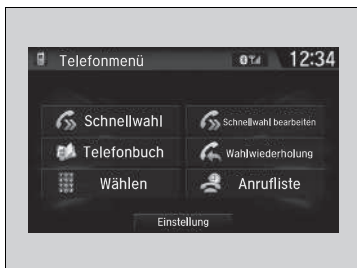 Telefonmenü 12:34
Schnellwahl Schnellwahl bearbeiten
Telefonbuch Wahlwiederholung
Wählen Anrufliste
Einstellung